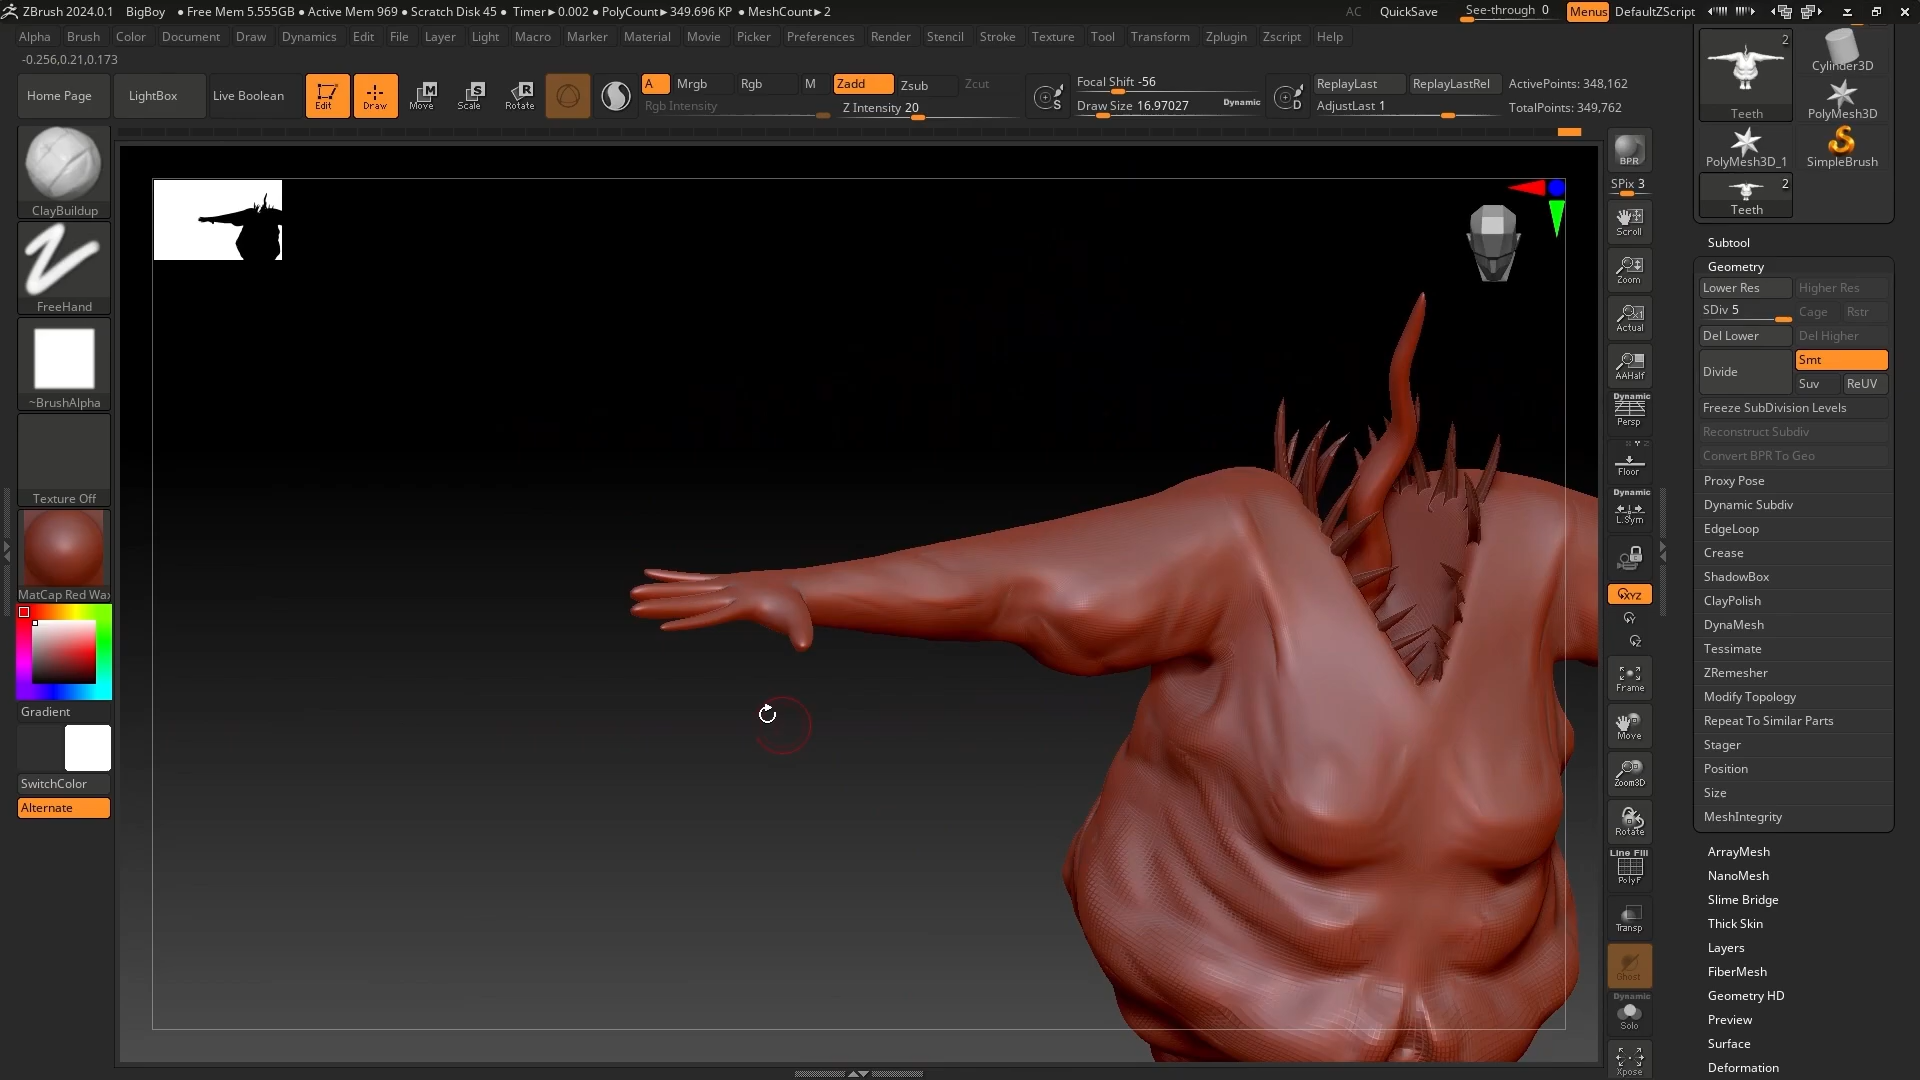 ZBrush 2024.0.1 BigBoy • Free Mem 5.555GB • Active Mem 969 • Scratch Disk 45 • Timer▶0.002 • PolyCount▶349.696 KP • MeshCount▶2 AC QuickSave See-through 0 Menus DefaultZScript
Alpha Brush Color Document Draw Dynamics Edit File Layer Light Macro Marker Material Movie Picker Preferences Render Stencil Stroke Texture Tool Transform Zplugin Zscript Help
-0.256,0.21,0.173
Home Page LightBox Live Boolean Edit Draw Move Scale Rotate
A Mrgb Rgb M Zadd Zsub Zcut
Rgb Intensity Z Intensity 20
Focal Shift -56
Draw Size 16.97027 Dynamic
S D
ReplayLast ReplayLastRel ActivePoints: 348,162
AdjustLast 1 TotalPoints: 349,762
ClayBuildup
FreeHand
~BrushAlpha
Texture Off
MatCap Red Wax
Gradient
SwitchColor
Alternate
BPR
SPix 3
Scroll
Zoom
Actual
AAHalf
Dynamic
Persp
Floor
Dynamic
L.Sym
XYZ
Y
Z
Frame
Move
Zoom3D
Rotate
Line Fill
PolyF
Transp
Ghost
Dynamic
Solo
Xpose
2
Teeth
Cylinder3D
PolyMesh3D
PolyMesh3D_1
SimpleBrush
2
Teeth
Subtool
Geometry
Lower Res Higher Res
SDiv 5 Cage Rstr
Del Lower Del Higher
Divide Smt
Suv ReUV
Freeze SubDivision Levels
Reconstruct Subdiv
Convert BPR To Geo
Proxy Pose
Dynamic Subdiv
EdgeLoop
Crease
ShadowBox
ClayPolish
DynaMesh
Tessimate
ZRemesher
Modify Topology
Repeat To Similar Parts
Stager
Position
Size
MeshIntegrity
ArrayMesh
NanoMesh
Slime Bridge
Thick Skin
Layers
FiberMesh
Geometry HD
Preview
Surface
Deformation